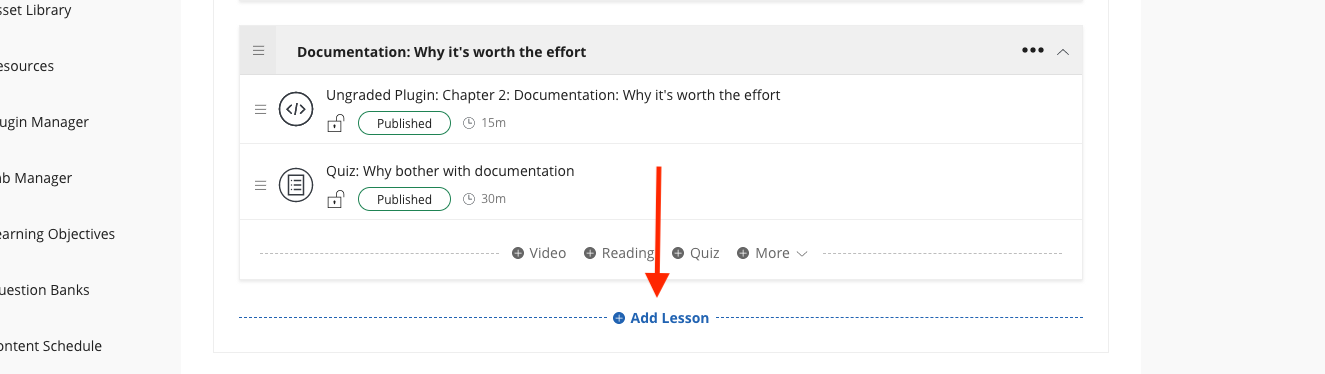 sset Library
esources
ugin Manager
b Manager
earning Objectives
uestion Banks
ontent Schedule
Documentation: Why it's worth the effort
Ungraded Plugin: Chapter 2: Documentation: Why it's worth the effort
Published 15m
Quiz: Why bother with documentation
Published 30m
Video Reading Quiz More
Add Lesson